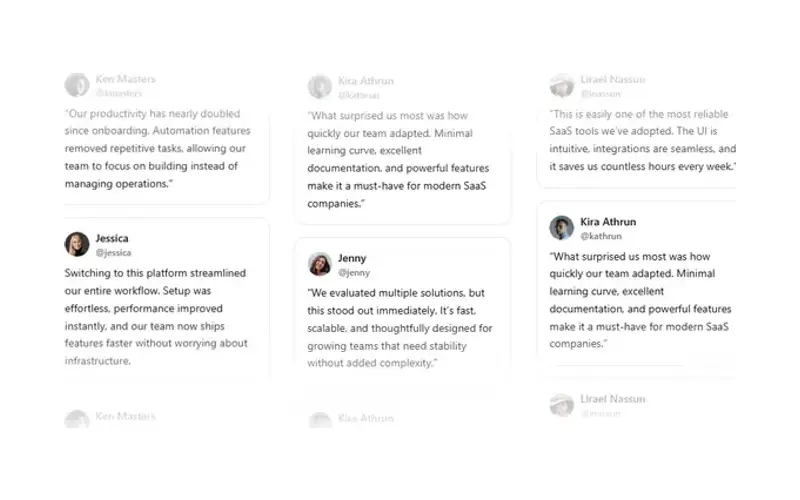 Ken Masters
@kmasters
"Our productivity has nearly doubled
since onboarding. Automation features
removed repetitive tasks, allowing our
team to focus on building instead of
managing operations."
Jessica
@jessica
Switching to this platform streamlined
our entire workflow. Setup was
effortless, performance improved
instantly, and our team now ships
features faster without worrying about
infrastructure.
Ken Masters
Kira Athrun
@kathrun
"What surprised us most was how
quickly our team adapted. Minimal
learning curve, excellent
documentation, and powerful features
make it a must-have for modern SaaS
companies."
Jenny
@jenny
"We evaluated multiple solutions, but
this stood out immediately. It's fast,
scalable, and thoughtfully designed for
growing teams that need stability
without added complexity."
Kira Athrun
Lirael Nassun
@lnassun
"This is easily one of the most reliable
SaaS tools we've adopted. The UI is
intuitive, integrations are seamless, and
it saves us countless hours every week."
Kira Athrun
@kathrun
"What surprised us most was how
quickly our team adapted. Minimal
learning curve, excellent
documentation, and powerful features
make it a must-have for modern SaaS
companies."
Lirael Nassun
@lnassun